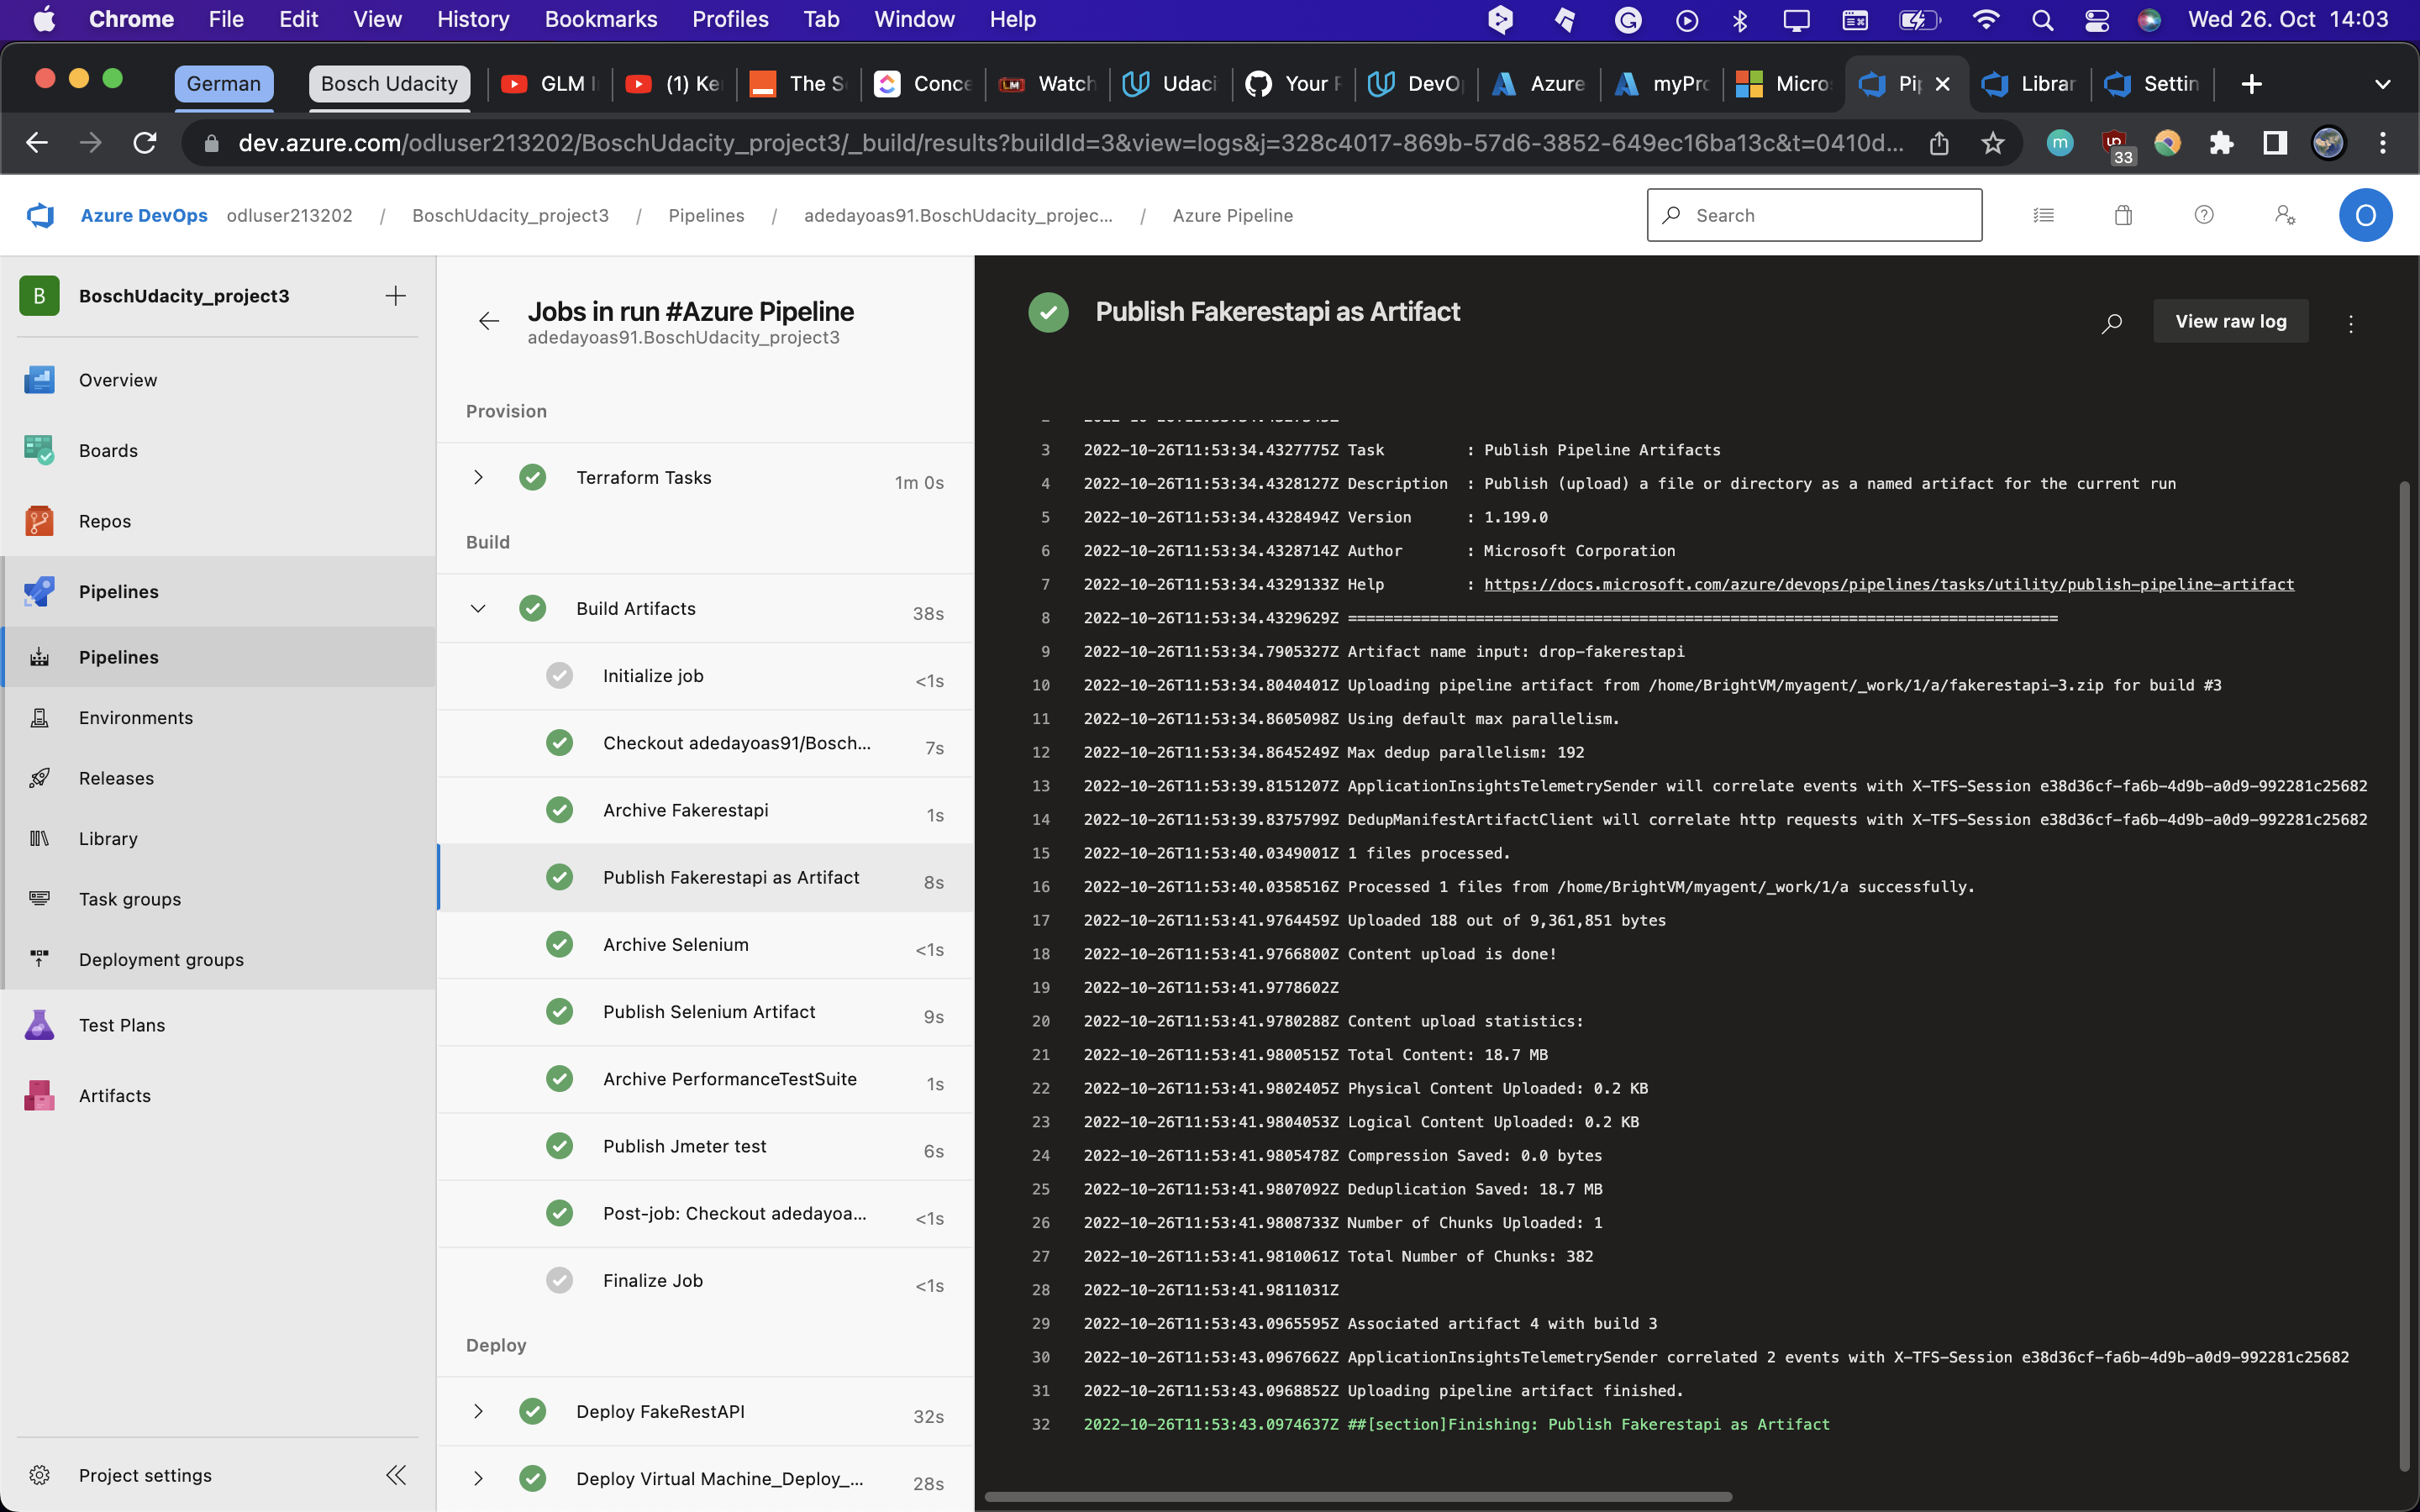 Chrome File Edit View History Bookmarks Profiles Tab Window Help Wed 26. Oct 14:03
German Bosch Udacity GLM (1) Ke The S Conce Watch Udaci Your DevO Azure myPro Micro Pi Librar Settin
dev.azure.com/odluser213202/BoschUdacity_project3/_build/results?buildId=3&view=logs&j=328c4017-869b-57d6-3852-649ec16ba13c&t=0410d... m 33
Azure DevOps odluser213202 / BoschUdacity_project3 / Pipelines / adedayoas91.BoschUdacity_projec... / Azure Pipeline Search O
B BoschUdacity_project3
Overview
Boards
Repos
Pipelines
Pipelines
Environments
Releases
Library
Task groups
Deployment groups
Test Plans
Artifacts
Project settings
Jobs in run #Azure Pipeline
adedayoas91.BoschUdacity_project3
Provision
Terraform Tasks 1m 0s
Build
Build Artifacts 38s
Initialize job <1s
Checkout adedayoas91/Bosch... 7s
Archive Fakerestapi 1s
Publish Fakerestapi as Artifact 8s
Archive Selenium <1s
Publish Selenium Artifact 9s
Archive PerformanceTestSuite 1s
Publish Jmeter test 6s
Post-job: Checkout adedayoa... <1s
Finalize Job <1s
Deploy
Deploy FakeRestAPI 32s
Deploy Virtual Machine_Deploy_... 28s
Publish Fakerestapi as Artifact
View raw log
3 2022-10-26T11:53:34.4327775Z Task : Publish Pipeline Artifacts
4 2022-10-26T11:53:34.4328127Z Description : Publish (upload) a file or directory as a named artifact for the current run
5 2022-10-26T11:53:34.4328494Z Version : 1.199.0
6 2022-10-26T11:53:34.4328714Z Author : Microsoft Corporation
7 2022-10-26T11:53:34.4329133Z Help : https://docs.microsoft.com/azure/devops/pipelines/tasks/utility/publish-pipeline-artifact
8 2022-10-26T11:53:34.4329629Z ==============================================================================
9 2022-10-26T11:53:34.7905327Z Artifact name input: drop-fakerestapi
10 2022-10-26T11:53:34.8040401Z Uploading pipeline artifact from /home/BrightVM/myagent/_work/1/a/fakerestapi-3.zip for build #3
11 2022-10-26T11:53:34.8605098Z Using default max parallelism.
12 2022-10-26T11:53:34.8645249Z Max dedup parallelism: 192
13 2022-10-26T11:53:39.8151207Z ApplicationInsightsTelemetrySender will correlate events with X-TFS-Session e38d36cf-fa6b-4d9b-a0d9-992281c25682
14 2022-10-26T11:53:39.8375799Z DedupManifestArtifactClient will correlate http requests with X-TFS-Session e38d36cf-fa6b-4d9b-a0d9-992281c25682
15 2022-10-26T11:53:40.0349001Z 1 files processed.
16 2022-10-26T11:53:40.0358516Z Processed 1 files from /home/BrightVM/myagent/_work/1/a successfully.
17 2022-10-26T11:53:41.9764459Z Uploaded 188 out of 9,361,851 bytes
18 2022-10-26T11:53:41.9766800Z Content upload is done!
19 2022-10-26T11:53:41.9778602Z
20 2022-10-26T11:53:41.9780288Z Content upload statistics:
21 2022-10-26T11:53:41.9800515Z Total Content: 18.7 MB
22 2022-10-26T11:53:41.9802405Z Physical Content Uploaded: 0.2 KB
23 2022-10-26T11:53:41.9804053Z Logical Content Uploaded: 0.2 KB
24 2022-10-26T11:53:41.9805478Z Compression Saved: 0.0 bytes
25 2022-10-26T11:53:41.9807092Z Deduplication Saved: 18.7 MB
26 2022-10-26T11:53:41.9808733Z Number of Chunks Uploaded: 1
27 2022-10-26T11:53:41.9810061Z Total Number of Chunks: 382
28 2022-10-26T11:53:41.9811031Z
29 2022-10-26T11:53:43.0965595Z Associated artifact 4 with build 3
30 2022-10-26T11:53:43.0967662Z ApplicationInsightsTelemetrySender correlated 2 events with X-TFS-Session e38d36cf-fa6b-4d9b-a0d9-992281c25682
31 2022-10-26T11:53:43.0968852Z Uploading pipeline artifact finished.
32 2022-10-26T11:53:43.0974637Z ##[section]Finishing: Publish Fakerestapi as Artifact